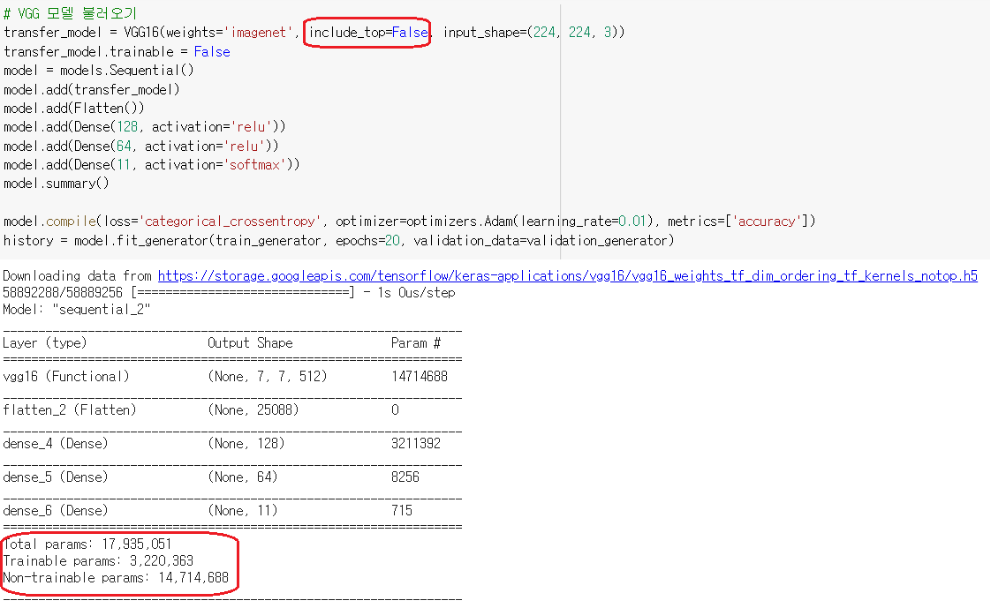 # VGG 모델 불러오기
transfer_model = VGG16(weights='imagenet', include_top=False, input_shape=(224, 224, 3))
transfer_model.trainable = False
model = models.Sequential()
model.add(transfer_model)
model.add(Flatten())
model.add(Dense(128, activation='relu'))
model.add(Dense(64, activation='relu'))
model.add(Dense(11, activation='softmax'))
model.summary()
model.compile(loss='categorical_crossentropy', optimizer=optimizers.Adam(learning_rate=0.01), metrics=['accuracy'])
history = model.fit_generator(train_generator, epochs=20, validation_data=validation_generator)
Downloading data from https://storage.googleapis.com/tensorflow/keras-applications/vgg16/vgg16_weights_tf_dim_ordering_tf_kernels_notop.h5
58892288/58889256 [==============================] - 1s 0us/step
Model: "sequential_2"
_________________________________________________________________
Layer (type) Output Shape Param #
=================================================================
vgg16 (Functional) (None, 7, 7, 512) 14714688
_________________________________________________________________
flatten_2 (Flatten) (None, 25088) 0
_________________________________________________________________
dense_4 (Dense) (None, 128) 3211392
_________________________________________________________________
dense_5 (Dense) (None, 64) 8256
_________________________________________________________________
dense_6 (Dense) (None, 11) 715
=================================================================
Total params: 17,935,051
Trainable params: 3,220,363
Non-trainable params: 14,714,688
_________________________________________________________________